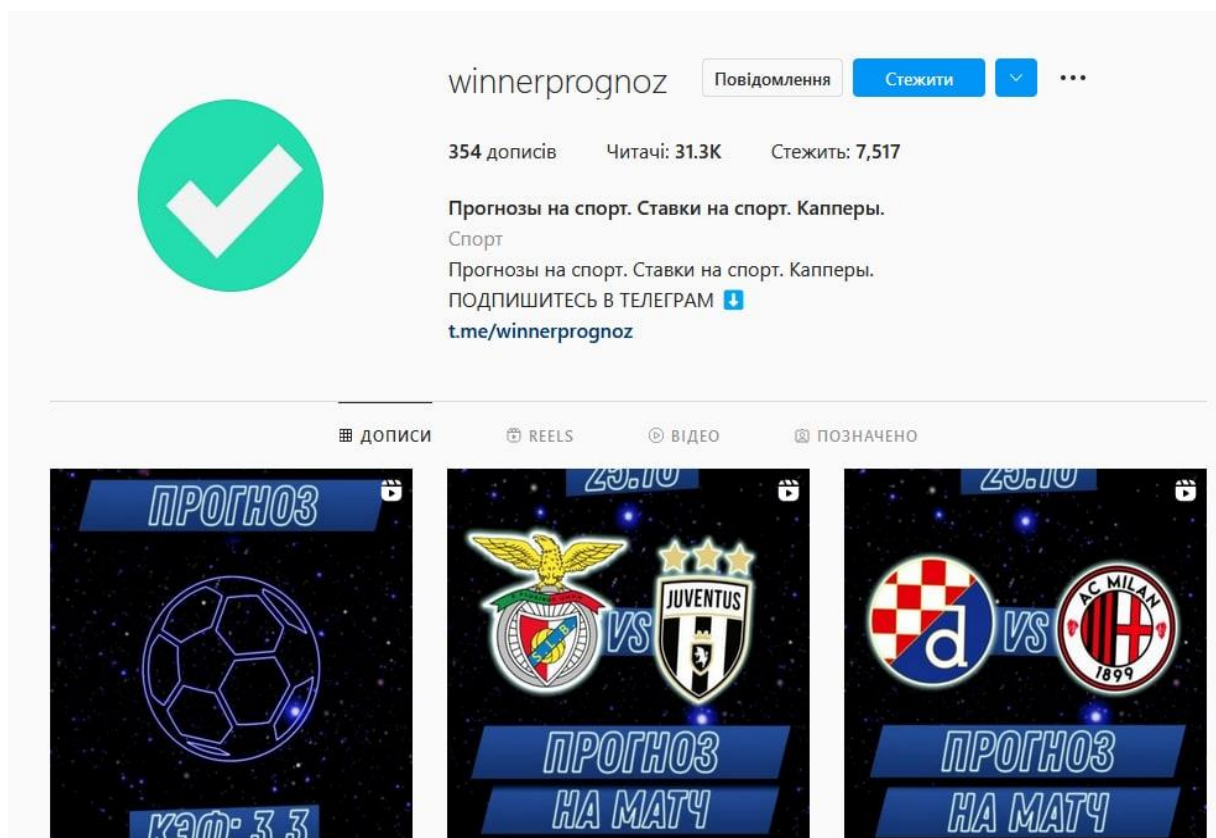 winnerprognoz Повідомлення Стежити
354 дописів Читачі: 31.3K Стежить: 7,517
Прогнозы на спорт. Ставки на спорт. Капперы.
Спорт
Прогнозы на спорт. Ставки на спорт. Капперы.
ПОДПИШИТЕСЬ В ТЕЛЕГРАМ
t.me/winnerprognoz
ДОПИСИ REELS ВІДЕО ПОЗНАЧЕНО
ПРОГНОЗ
КЭФ: 3.3
25.10
SLB
VS
JUVENTUS
ПРОГНОЗ
НА МАТЧ
25.10
d
VS
AC MILAN
1899
ПРОГНОЗ
НА МАТЧ